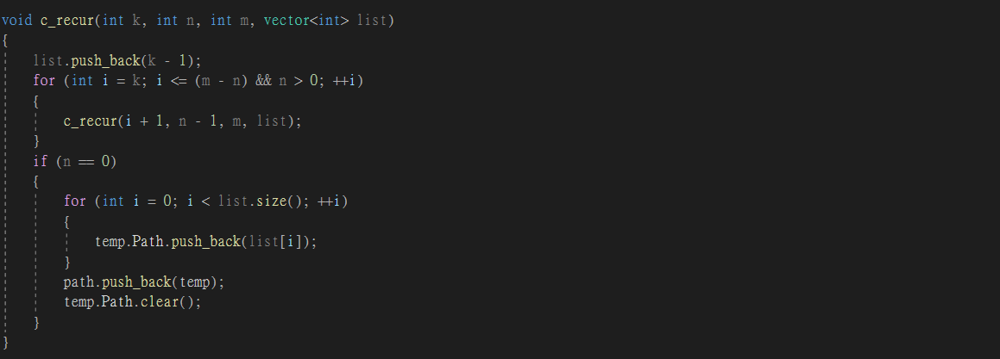 void c_recur(int k, int n, int m, vector<int> list)
{
    list.push_back(k - 1);
    for (int i = k; i <= (m - n) && n > 0; ++i)
    {
        c_recur(i + 1, n - 1, m, list);
    }
    if (n == 0)
    {
        for (int i = 0; i < list.size(); ++i)
        {
            temp.Path.push_back(list[i]);
        }
        path.push_back(temp);
        temp.Path.clear();
    }
}